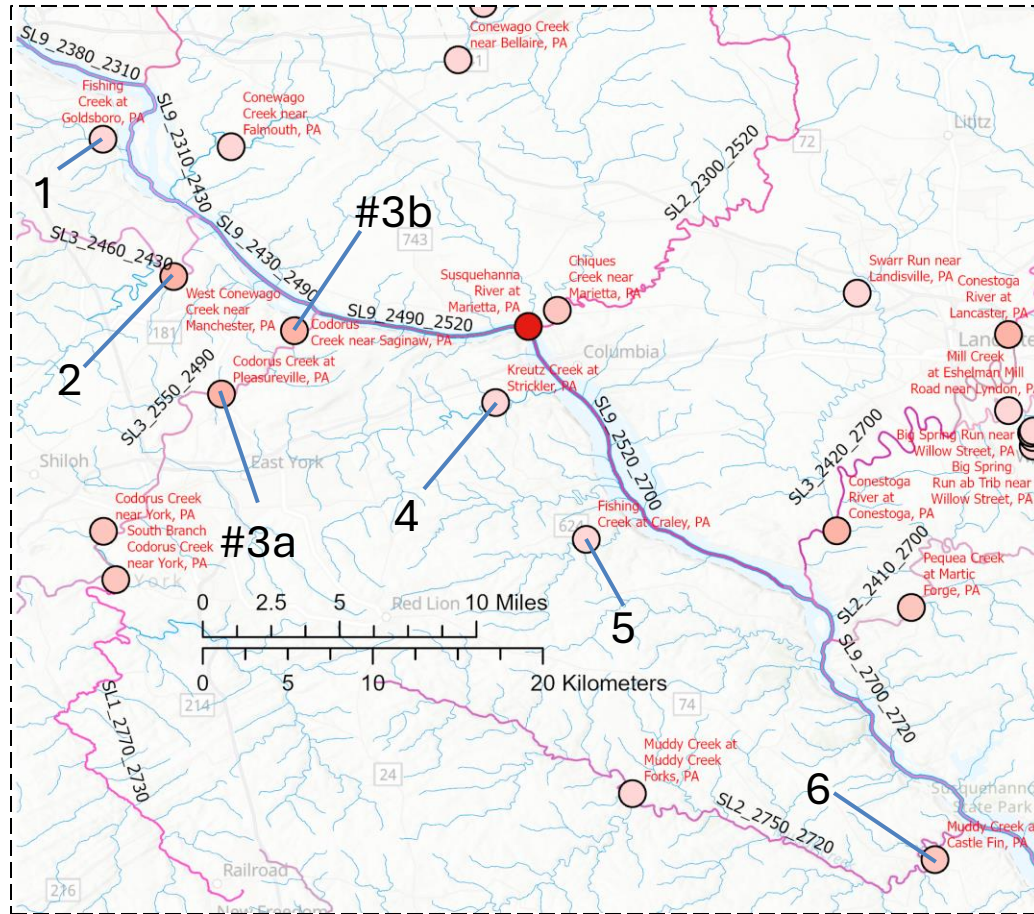 Conewago Creek
near Bellaire, PA
SL9_2380_2310
Fishing
Creek at
Goldsboro, PA
Conewago
Creek near
Falmouth, PA
SL9_2310_2430
72
Lititz
1
SL2_2300_2520
#3b
SL3_2460_2430
SL9_2430_2490
743
Susquehanna
River at
Marietta, PA
Chiques
Creek near
Marietta, PA
Swarr Run near
Landisville, PA
Conestoga
River at
Lancaster, PA
West Conewago
Creek near
Manchester, PA
181
SL9_2490_2520
Codorus
Creek near Saginaw, PA
2
Codorus Creek at
Pleasureville, PA
Columbia
Kreutz Creek at
Strickler, PA
Mill Creek
at Eshelman Mill
Road near Lyndon, P
SL3_2550_2490
SL9_2520_2700
SL3_2420_2700
Big Spring Run near
Willow Street, PA
Big Spring
Run ab Trib near
Willow Street, PA
Shiloh
East York
Conestoga
River at
Conestoga, PA
Codorus Creek
near York, PA
South Branch
Codorus Creek
near York, PA
#3a
4
624
Fishing
Creek at Craley, PA
SL2_2410_2700
Pequea Creek
at Martic
Forge, PA
York
Red Lion
0 2.5 5 10 Miles
5
0 5 10 20 Kilometers
SL9_2700_2720
SL1_2770_2730
214
74
Muddy Creek at
Muddy Creek
Forks, PA
24
6
SL2_2750_2720
State Park
Muddy Creek a
Castle Fin, PA
Railroad
216
New Freedom